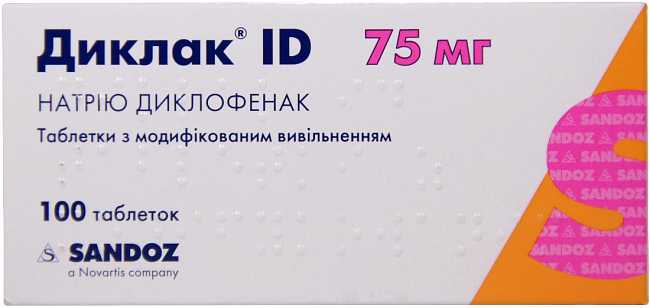 Диклак® ID 75 мг
НАТРІЮ ДИКЛОФЕНАК
Таблетки з модифікованим вивільненням
100 таблеток
SANDOZ
a Novartis company
SANDOZ
SANDOZ
SANDOZ
SANDOZ
SANDOZ
SANDOZ
SANDOZ